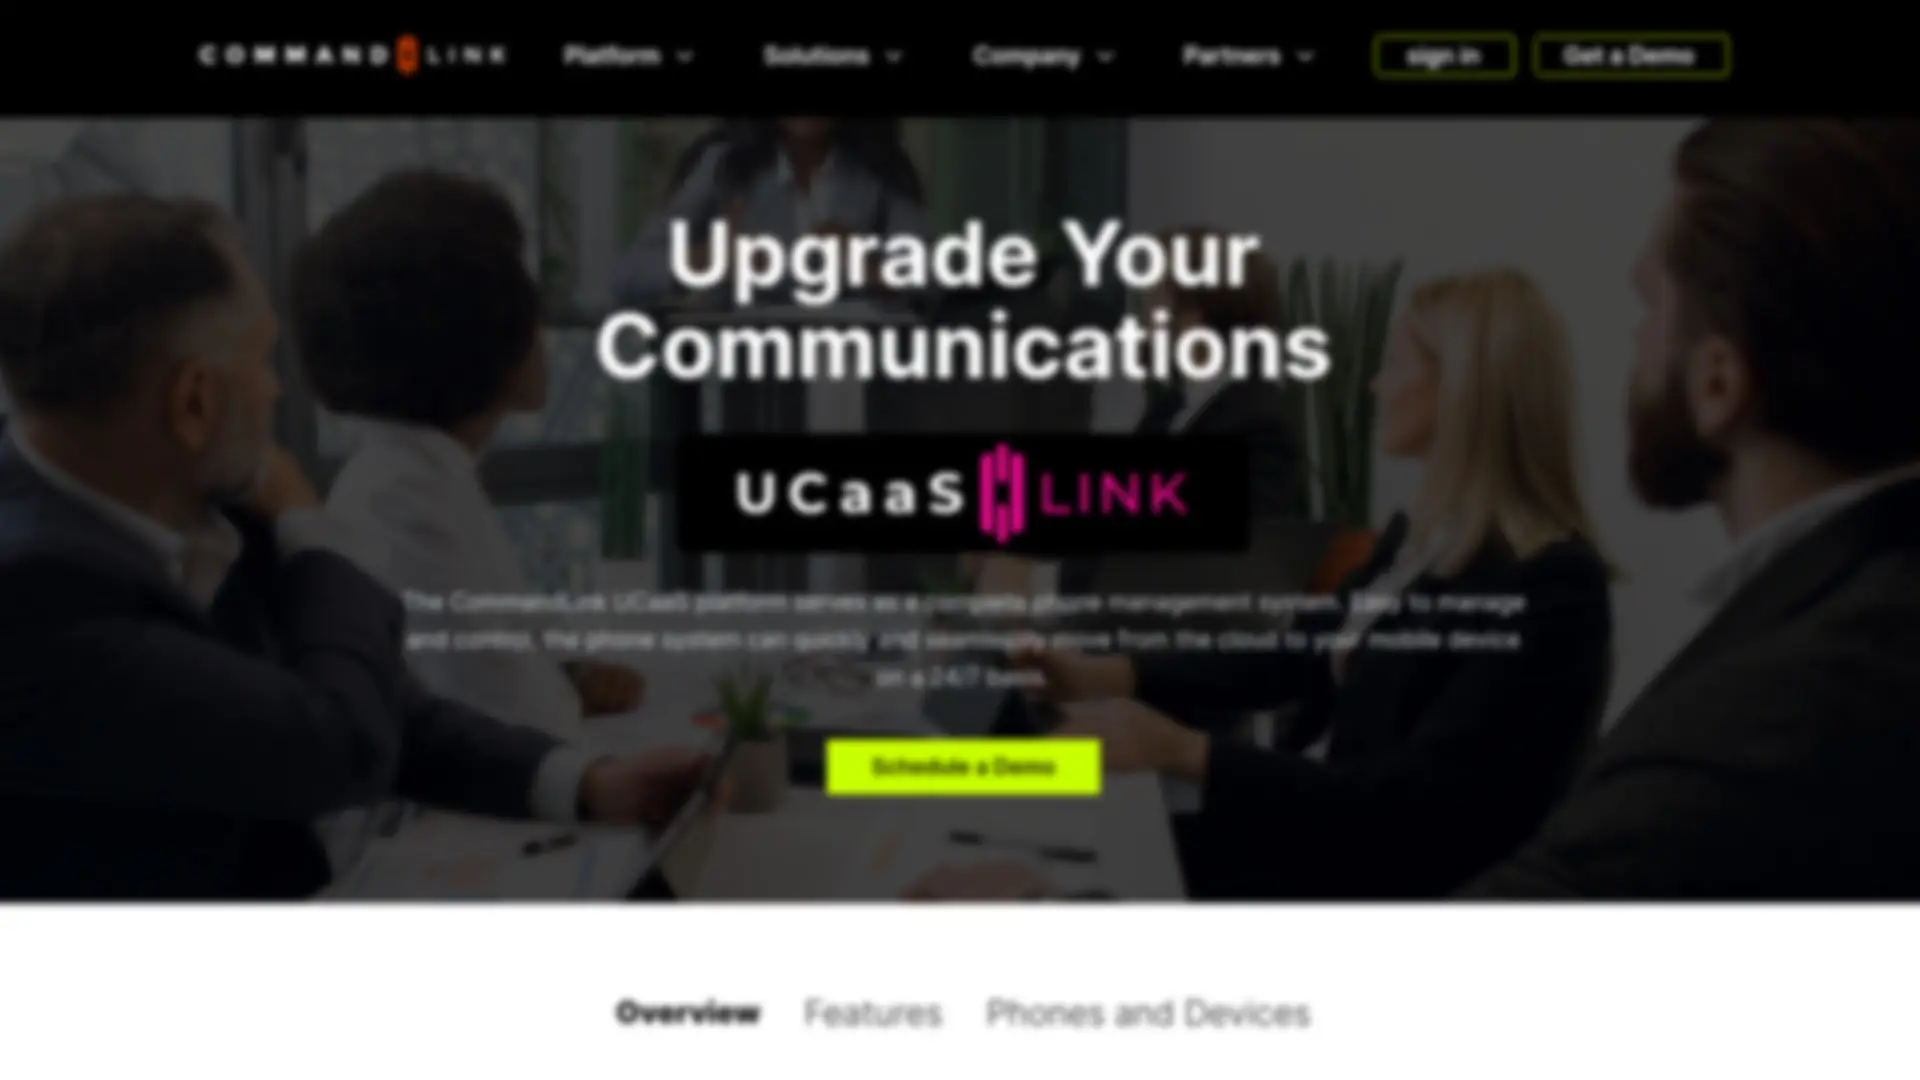 COMMAND LINK
Platform
Solutions
Company
Partners
sign in
Get a Demo
Upgrade Your
Communications
UCaaS LINK
The CommandLink UCaaS platform serves as a complete phone management system. Easy to manage
and control, the phone system can quickly and seamlessly move from the cloud to your mobile device
on a 24/7 basis.
Schedule a Demo
Overview
Features
Phones and Devices